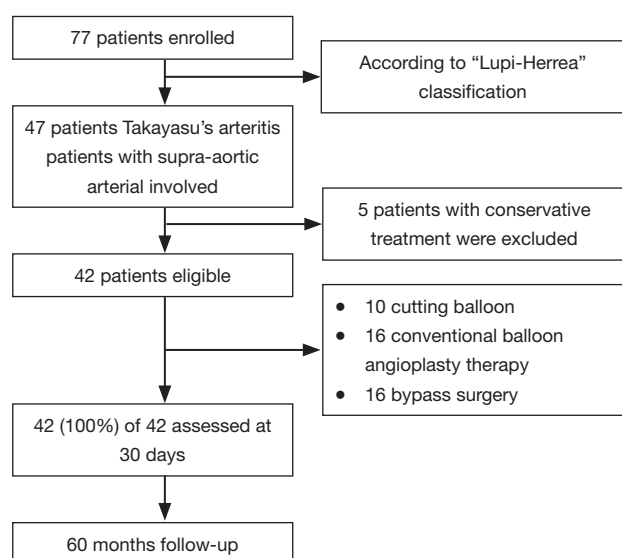 77 patients enrolled
According to “Lupi-Herrea”
classification
47 patients Takayasu’s arteritis
patients with supra-aortic
arterial involved
5 patients with conservative
treatment were excluded
42 patients eligible
● 10 cutting balloon
● 16 conventional balloon
angioplasty therapy
● 16 bypass surgery
42 (100%) of 42 assessed at
30 days
60 months follow-up